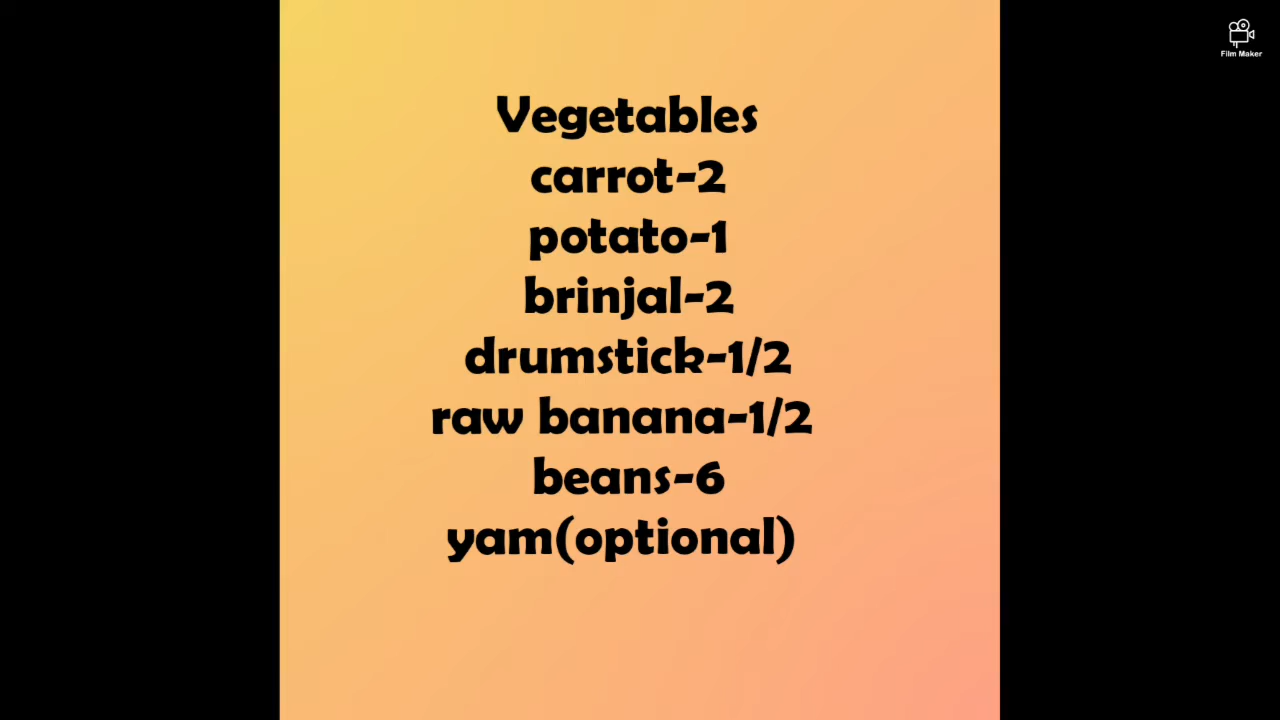 Film Maker
Vegetables
carrot-2
potato-1
brinjal-2
drumstick-1/2
raw banana-1/2
beans-6
yam(optional)